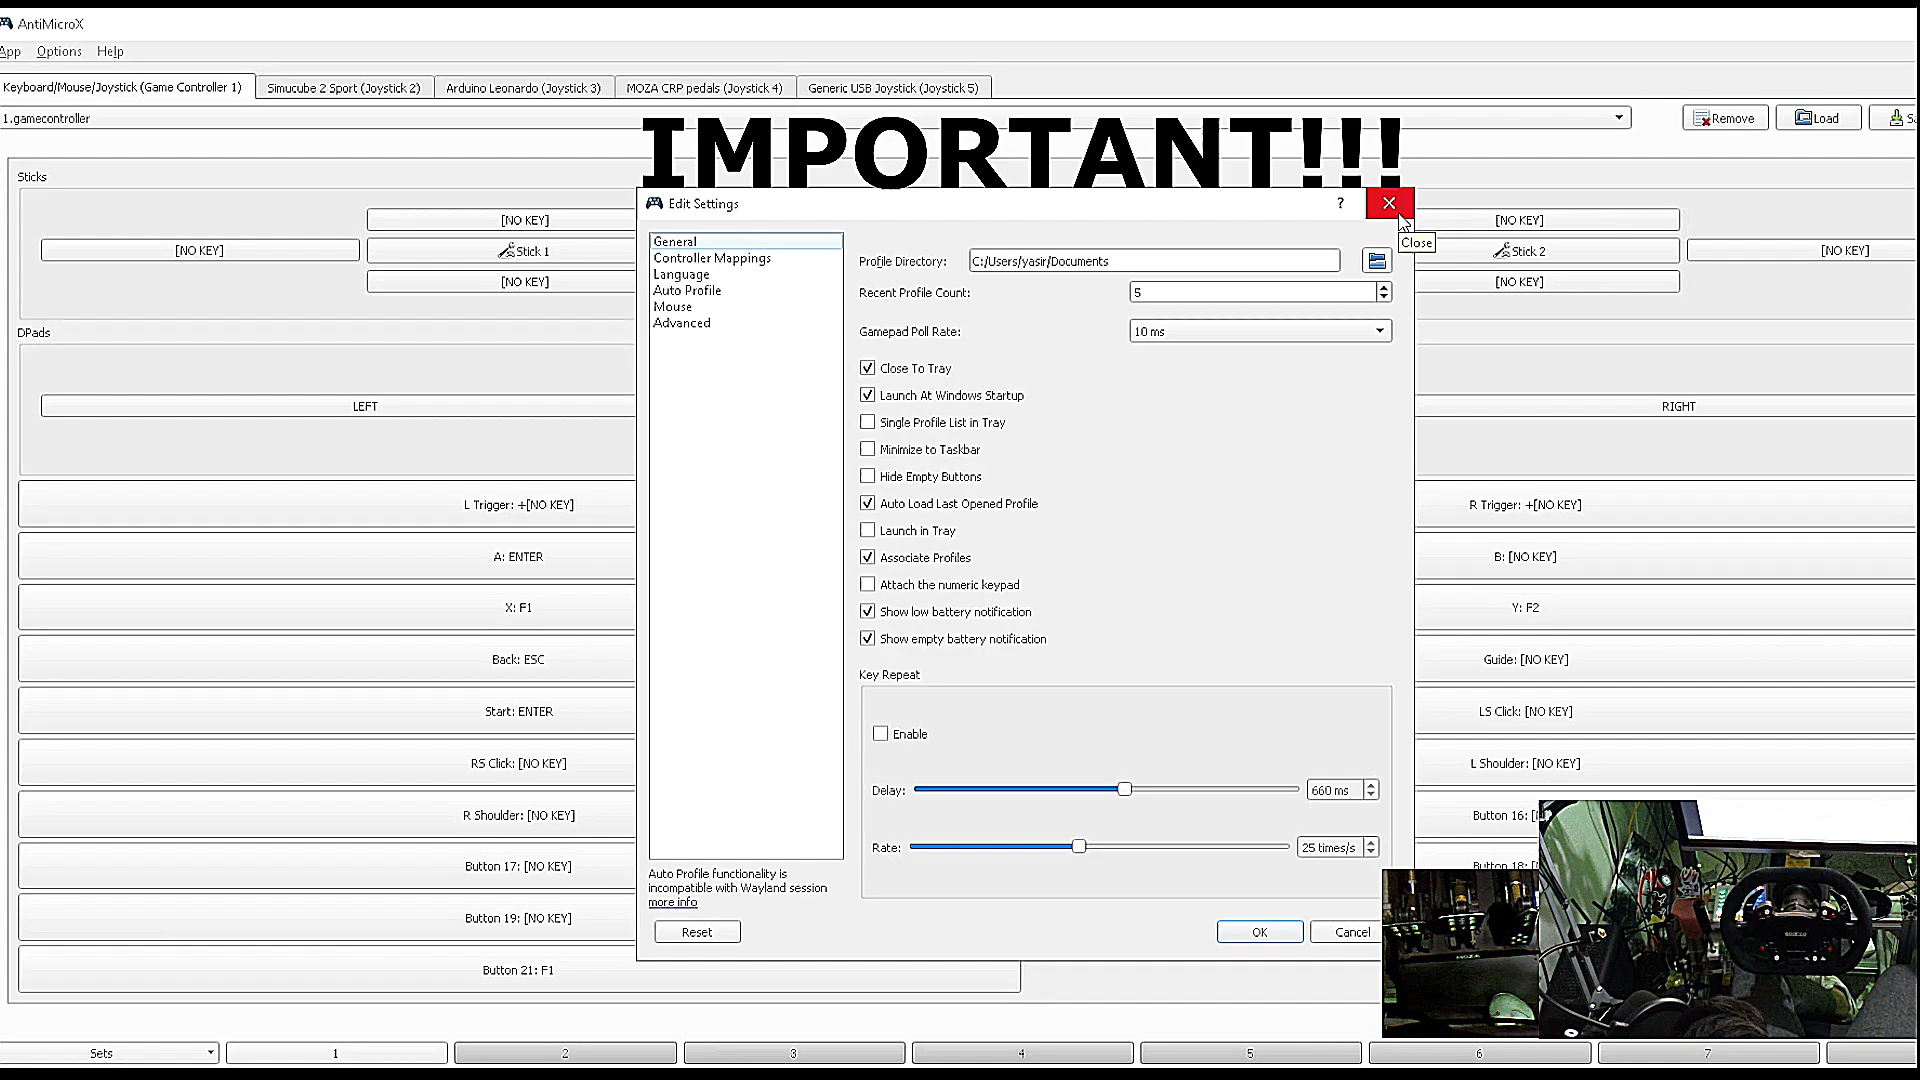 AntiMicroX
App Options Help
Keyboard/Mouse/Joystick (Game Controller 1) Simucube 2 Sport (Joystick 2) Arduino Leonardo (Joystick 3) MOZA CRP pedals (Joystick 4) Generic USB Joystick (Joystick 5)
1.gamecontroller Remove Load
IMPORTANT!!!
Sticks
[NO KEY]
[NO KEY] Stick 1
[NO KEY]
[NO KEY]
Stick 2 [NO KEY]
[NO KEY]
DPads
LEFT
RIGHT
L Trigger: +[NO KEY]
R Trigger: +[NO KEY]
A: ENTER
B: [NO KEY]
X: F1
Y: F2
Back: ESC
Guide: [NO KEY]
Start: ENTER
LS Click: [NO KEY]
RS Click: [NO KEY]
L Shoulder: [NO KEY]
R Shoulder: [NO KEY]
Button 16: [
Button 17: [NO KEY]
Button 18: [
Button 19: [NO KEY]
Button 21: F1
Edit Settings ?
Close
General
Controller Mappings
Language
Auto Profile
Mouse
Advanced
Profile Directory: C:/Users/yasir/Documents
Recent Profile Count: 5
Gamepad Poll Rate: 10 ms
Close To Tray
Launch At Windows Startup
Single Profile List in Tray
Minimize to Taskbar
Hide Empty Buttons
Auto Load Last Opened Profile
Launch in Tray
Associate Profiles
Attach the numeric keypad
Show low battery notification
Show empty battery notification
Key Repeat
Enable
Delay: 660 ms
Rate: 25 times/s
Auto Profile functionality is
incompatible with Wayland session
more info
Reset OK Cancel
MOZA
sparco
Sets 1 2 3 4 5 6 7